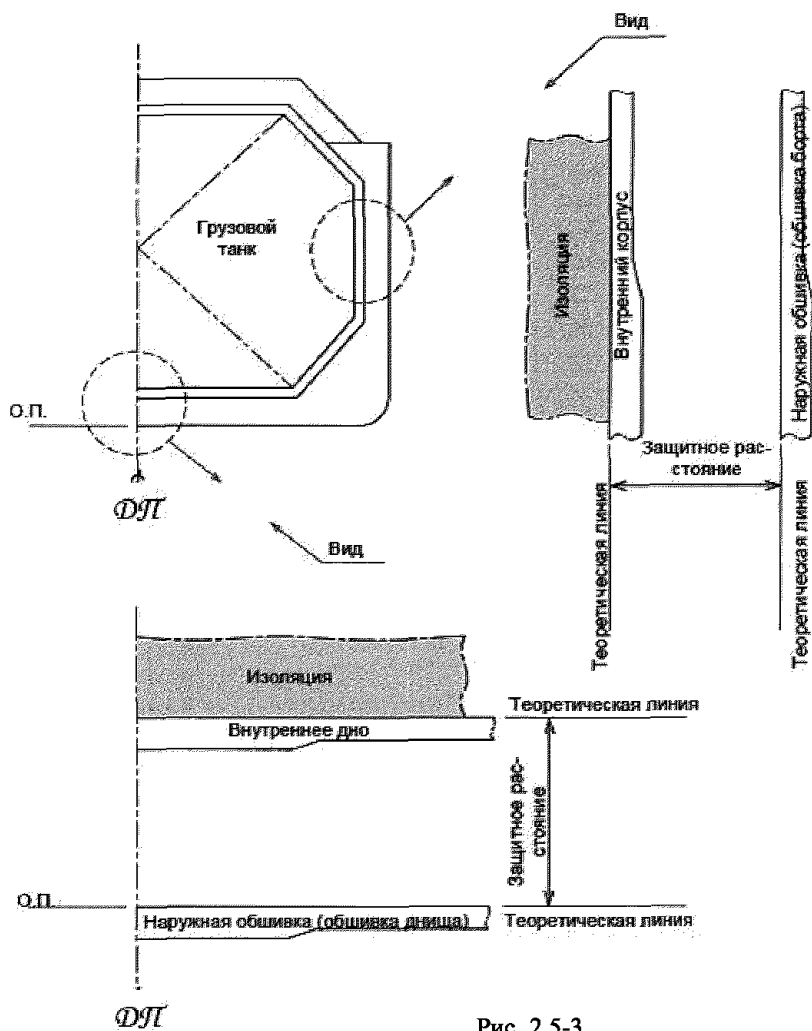 Вид
Грузовой
танк
Изоляция
Внутренний корпус
Наружная обшивка (обшивка борта)
О.П.
ДП
Защитное рас-
стояние
Теоретическая линия
Теоретическая линия
Вид
Изоляция
Внутреннее дно
Теоретическая линия
Защитное рас-
стояние
О.П.
Наружная обшивка (обшивка днища)
Теоретическая линия
ДП
Рис. 2.5-3